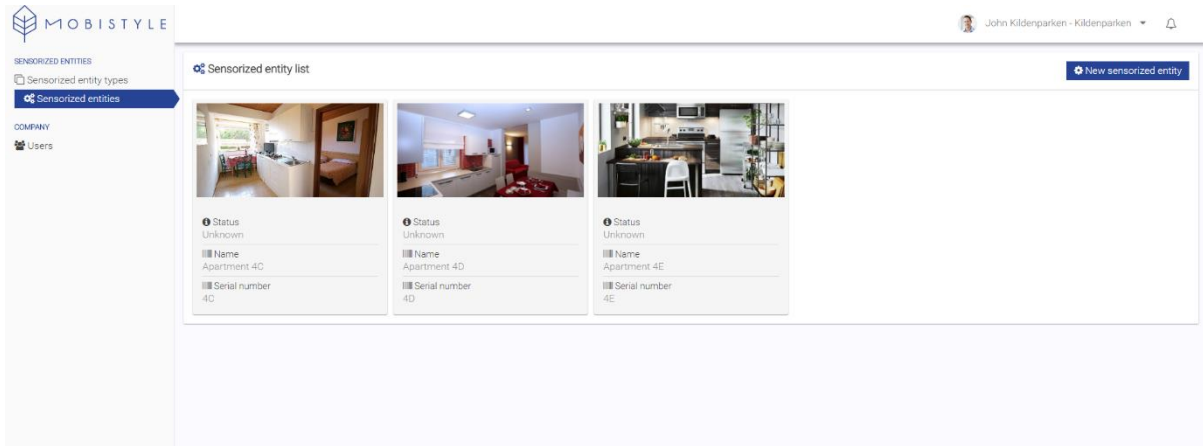 MOBISTYLE
John Kildenparken - Kildenparken
SENSORIZED ENTITIES
Sensorized entity types
Sensorized entities
COMPANY
Users
Sensorized entity list
New sensorized entity
Status
Unknown
Name
Apartment 4C
Serial number
4C
Status
Unknown
Name
Apartment 4D
Serial number
4D
Status
Unknown
Name
Apartment 4E
Serial number
4E